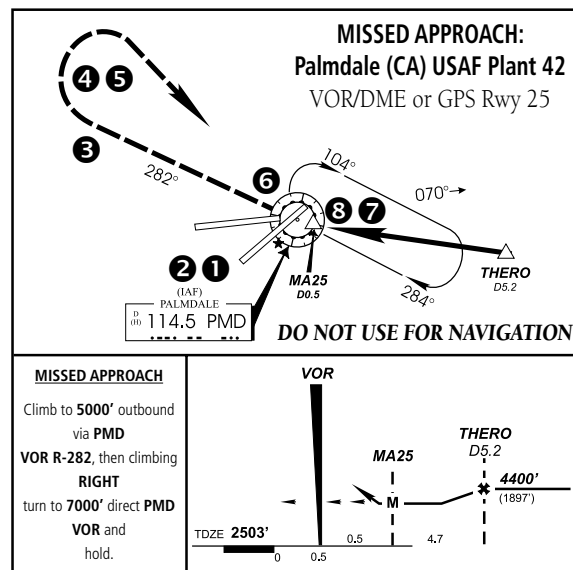 MISSED APPROACH:
Palmdale (CA) USAF Plant 42
VOR/DME or GPS Rwy 25
4 5
3
282°
6
104°
070°
8 7
2 1
MA25
D0.5
284°
THERO
D5.2
(IAF)
PALMDALE
D
(H) 114.5 PMD
DO NOT USE FOR NAVIGATION
MISSED APPROACH
Climb to 5000' outbound
via PMD
VOR R-282, then climbing
RIGHT
turn to 7000' direct PMD
VOR and
hold.
VOR
MA25
THERO
D5.2
M
4400'
(1897')
TDZE 2503'
0.5
4.7
0
0.5